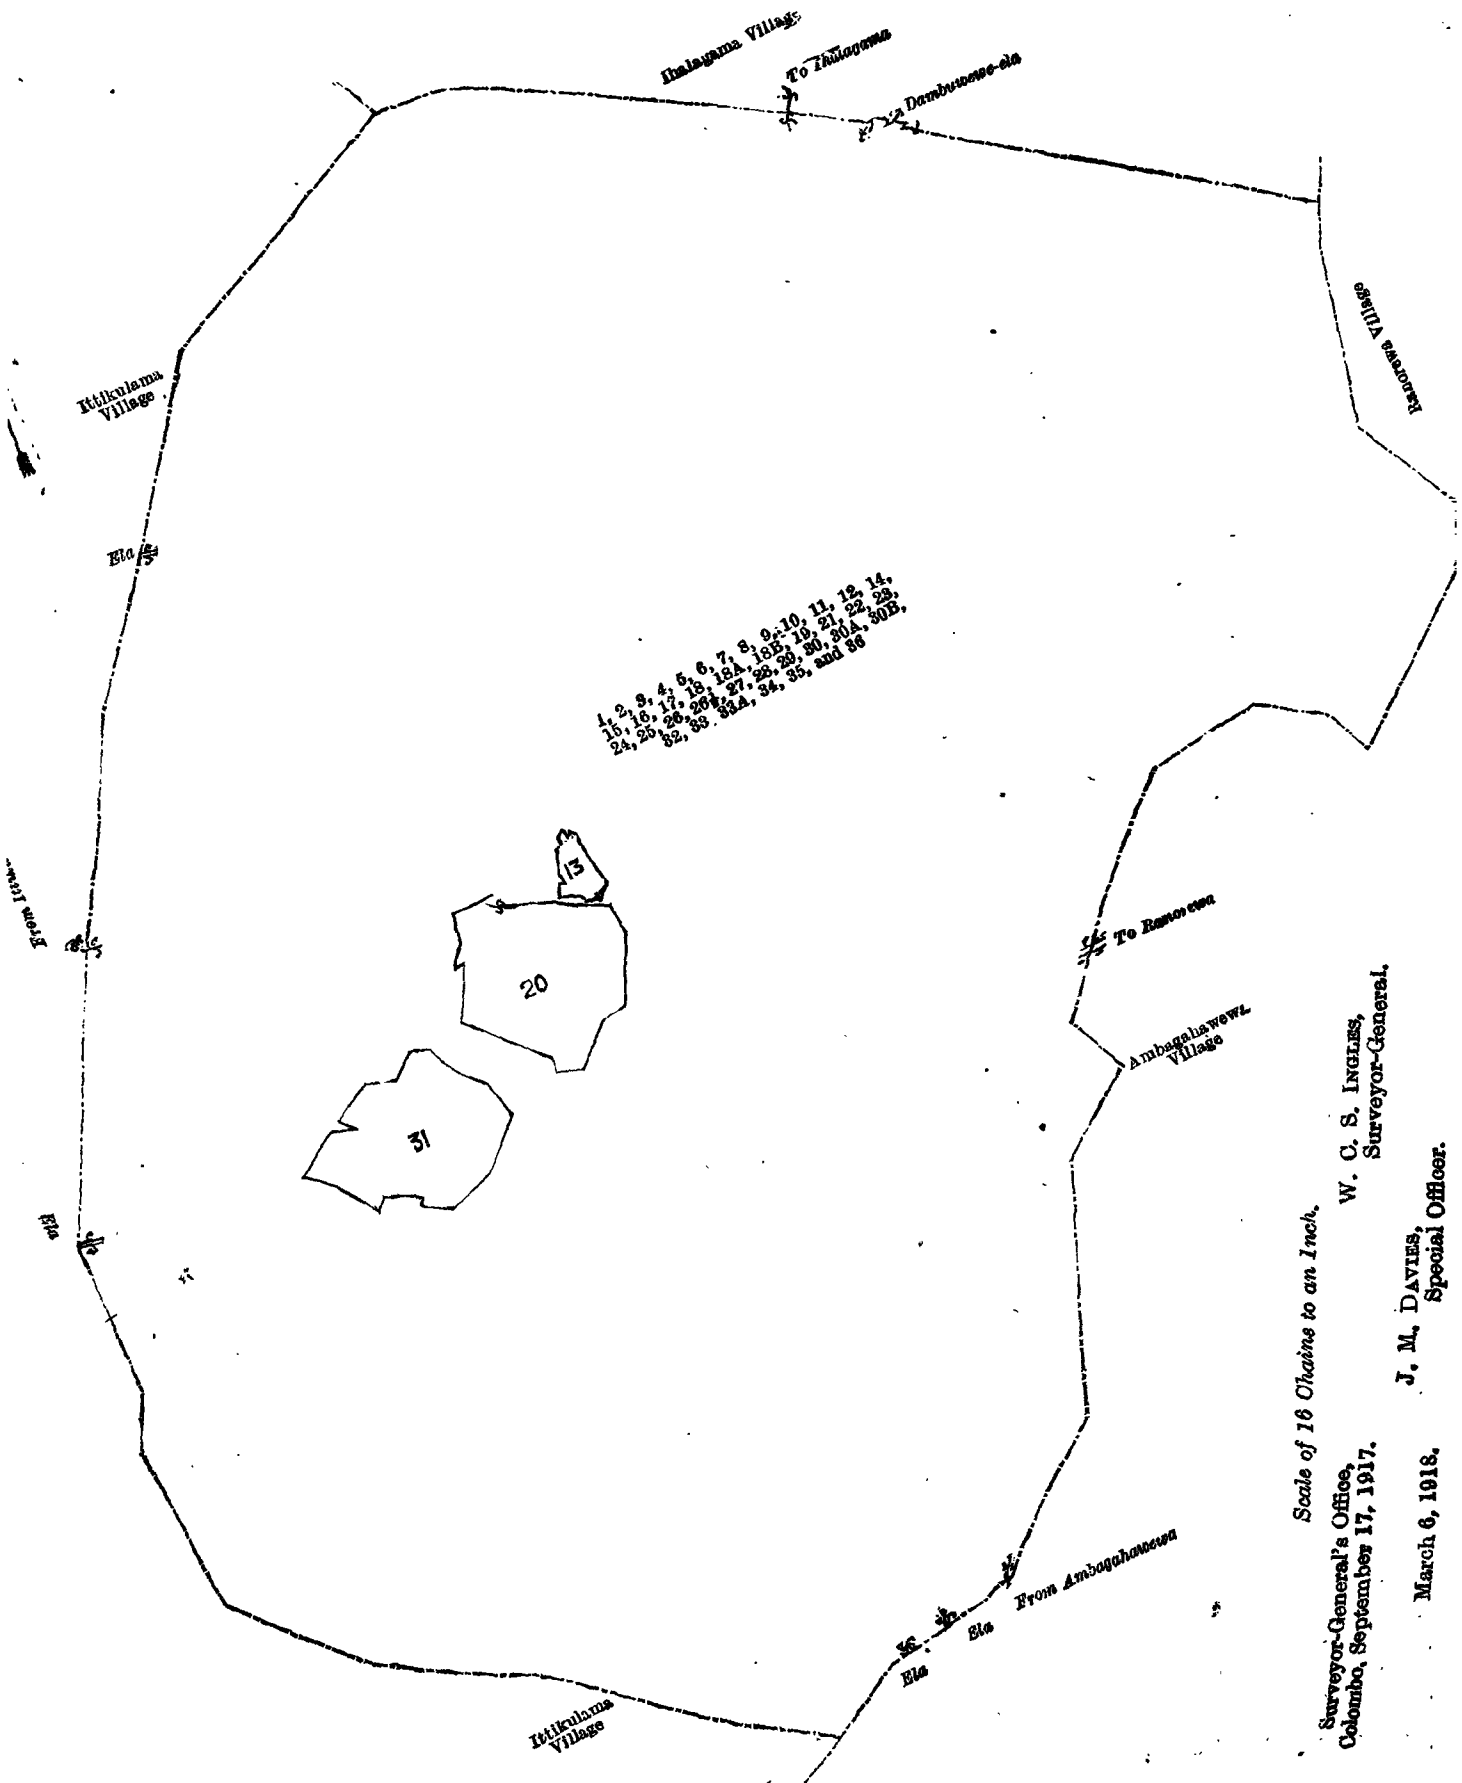 Ihalagama Village
To Ihalagama
Dambuwewe-ela
Ranorewa Village
Ittikulama
Village
Ela
1, 2, 3, 4, 5, 6, 7, 8, 9, 10, 11, 12, 14,
15, 16, 17, 18, 18A, 18B, 19, 21, 22, 23,
24, 25, 26, 27, 28, 29, 30, 30A, 30B,
32, 33, 33A, 34, 35, and 36
13
20
31
From
To Ranorewa
Ambagahawewa
Village
Ela
From Ambagahawewa
Ela
Ela
Ittikulama
Village
Scale of 16 Chains to an Inch.
Surveyor-General's Office,
Colombo, September 17, 1917.
W. C. S. INGLES,
Surveyor-General.
March 6, 1918.
J. M. DAVIES,
Special Officer.